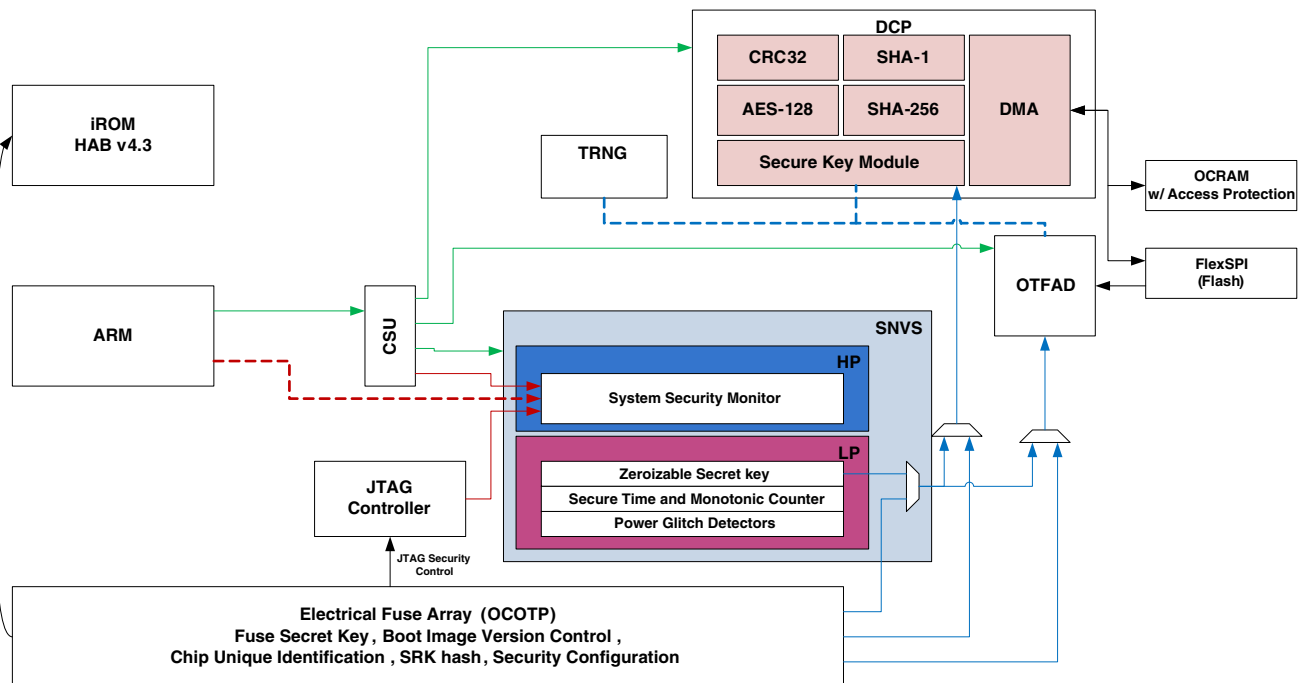 DCP
CRC32
SHA-1
AES-128
SHA-256
DMA
Secure Key Module
iROM
HAB v4.3
TRNG
OCRAM
w/ Access Protection
FlexSPI
(Flash)
OTFAD
ARM
CSU
SNVS
HP
System Security Monitor
LP
Zeroizable Secret key
Secure Time and Monotonic Counter
Power Glitch Detectors
JTAG
Controller
JTAG Security
Control
Electrical Fuse Array (OCOTP)
Fuse Secret Key , Boot Image Version Control ,
Chip Unique Identification , SRK hash , Security Configuration